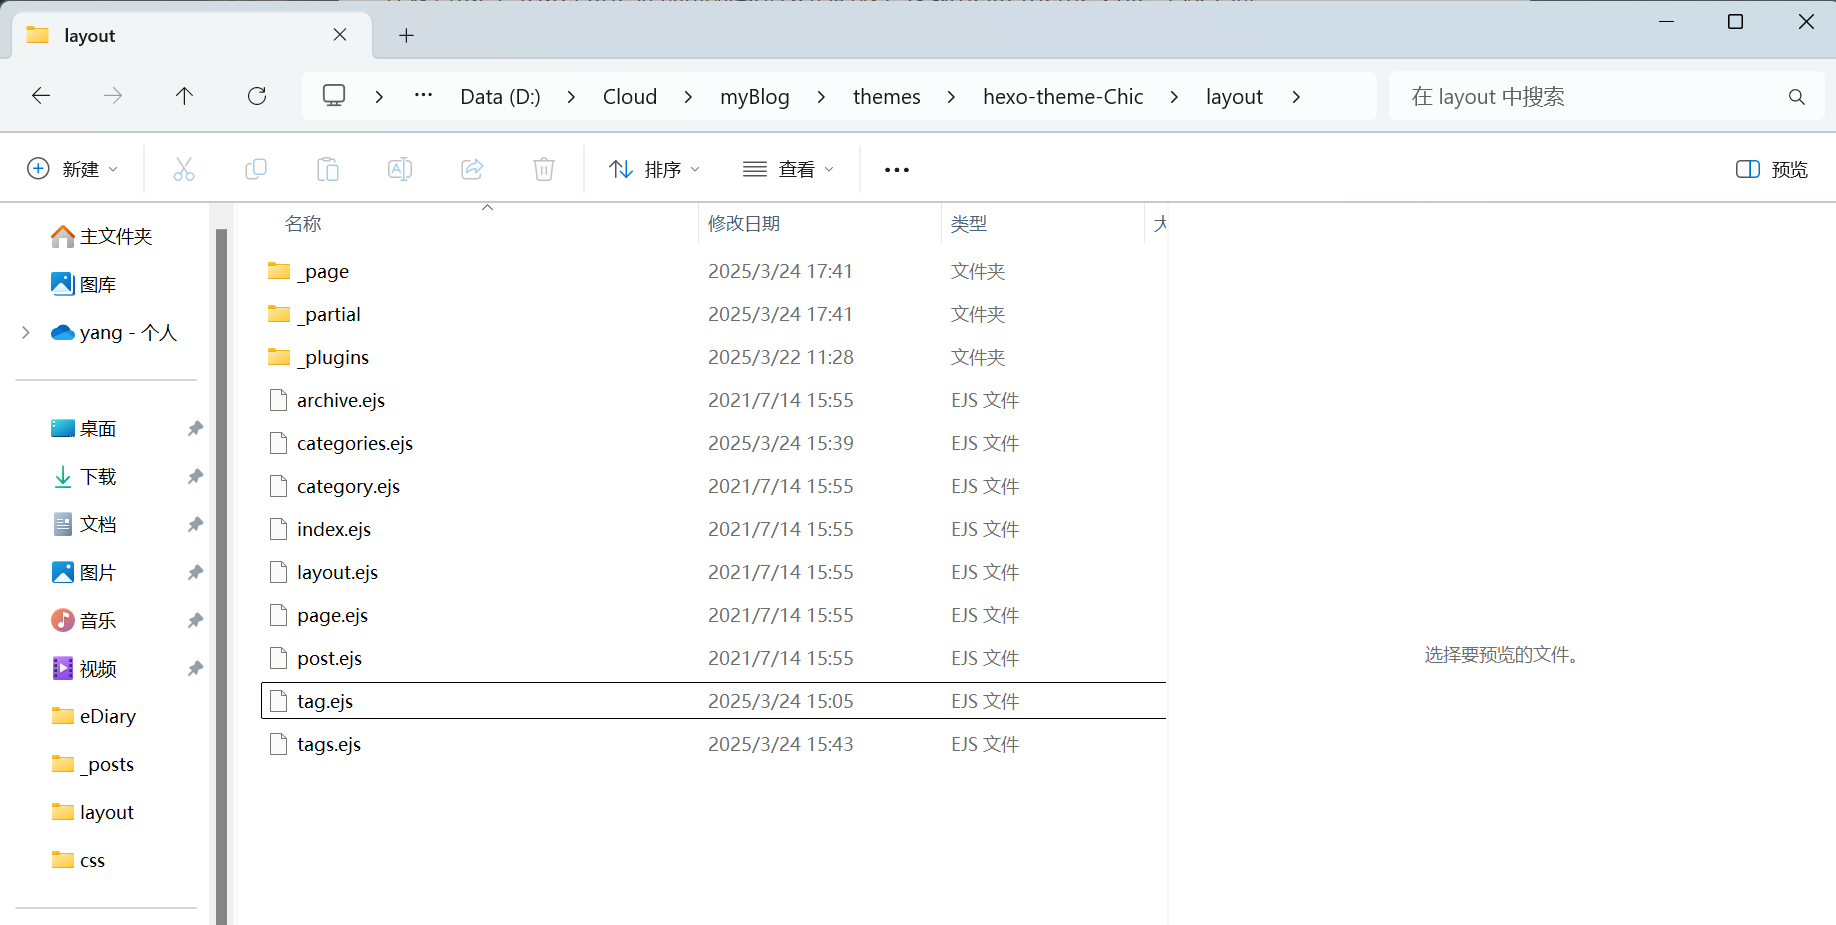 layout
Data (D:) > Cloud > myBlog > themes > hexo-theme-Chic > layout >
在 layout 中搜索
新建 排序 查看 ••• 预览
主文件夹
图库
yang - 个人
桌面
下载
文档
图片
音乐
视频
eDiary
_posts
layout
css
名称 修改日期 类型
_page 2025/3/24 17:41 文件夹
_partial 2025/3/24 17:41 文件夹
_plugins 2025/3/22 11:28 文件夹
archive.ejs 2021/7/14 15:55 EJS 文件
categories.ejs 2025/3/24 15:39 EJS 文件
category.ejs 2021/7/14 15:55 EJS 文件
index.ejs 2021/7/14 15:55 EJS 文件
layout.ejs 2021/7/14 15:55 EJS 文件
page.ejs 2021/7/14 15:55 EJS 文件
post.ejs 2021/7/14 15:55 EJS 文件
tag.ejs 2025/3/24 15:05 EJS 文件
tags.ejs 2025/3/24 15:43 EJS 文件
选择要预览的文件。